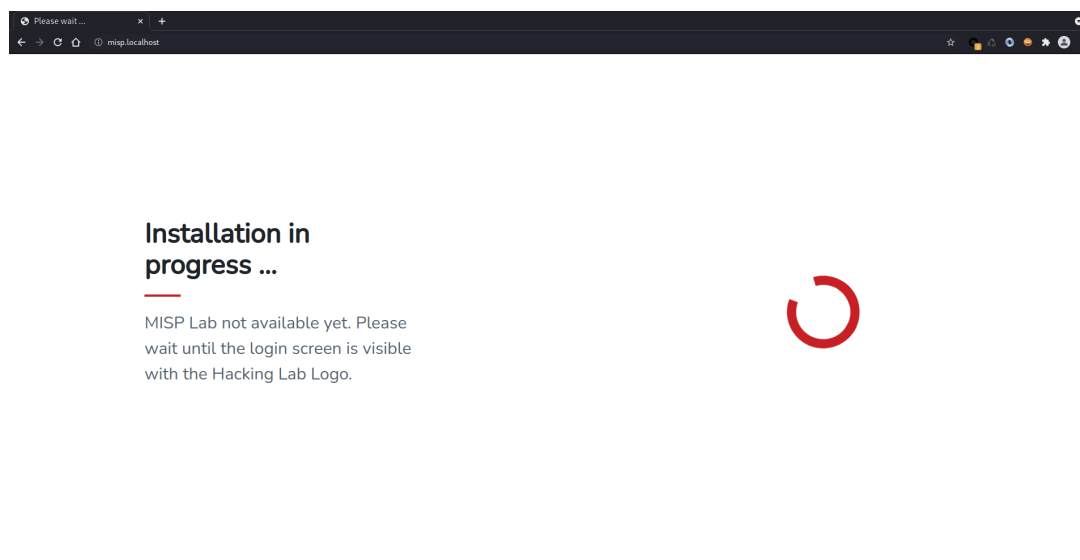 Please wait ...
misp.localhost
Installation in
progress ...
MISP Lab not available yet. Please
wait until the login screen is visible
with the Hacking Lab Logo.